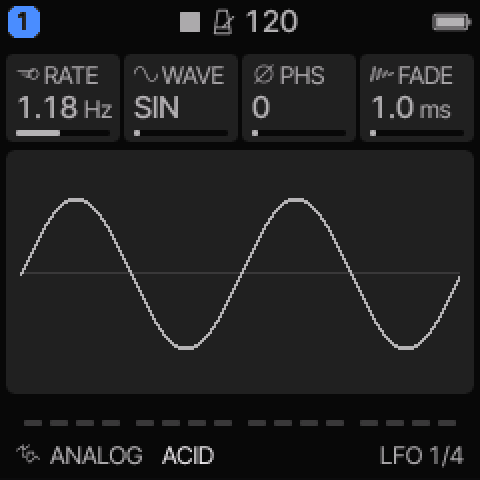 1 120
RATE WAVE PHS FADE
1.18 Hz SIN 0 1.0 ms
ANALOG ACID LFO 1/4